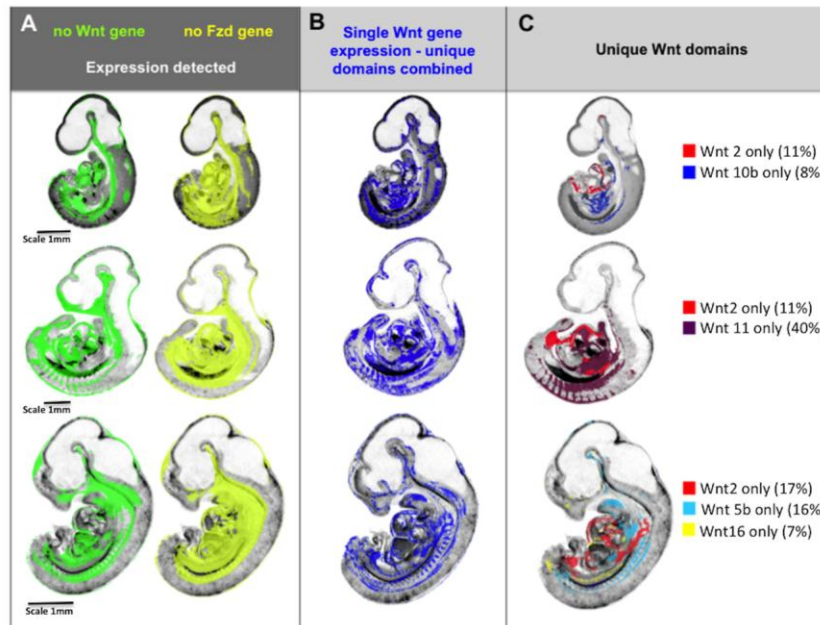 A
no Wnt gene
no Fzd gene
Expression detected
B
Single Wnt gene
expression - unique
domains combined
C
Unique Wnt domains
Wnt 2 only (11%)
Wnt 10b only (8%
Scale 1mm
Wnt2 only (11%)
Wnt 11 only (40%)
Scale 1mm
Wnt2 only (17%)
Wnt 5b only (16%
Wnt16 only (7%)
Scale 1mm